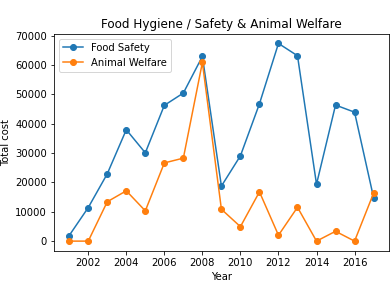 Food Hygiene / Safety & Animal Welfare
Food Safety
Animal Welfare
Total cost
70000
60000
50000
40000
30000
20000
10000
0
2002 2004 2006 2008 2010 2012 2014 2016
Year